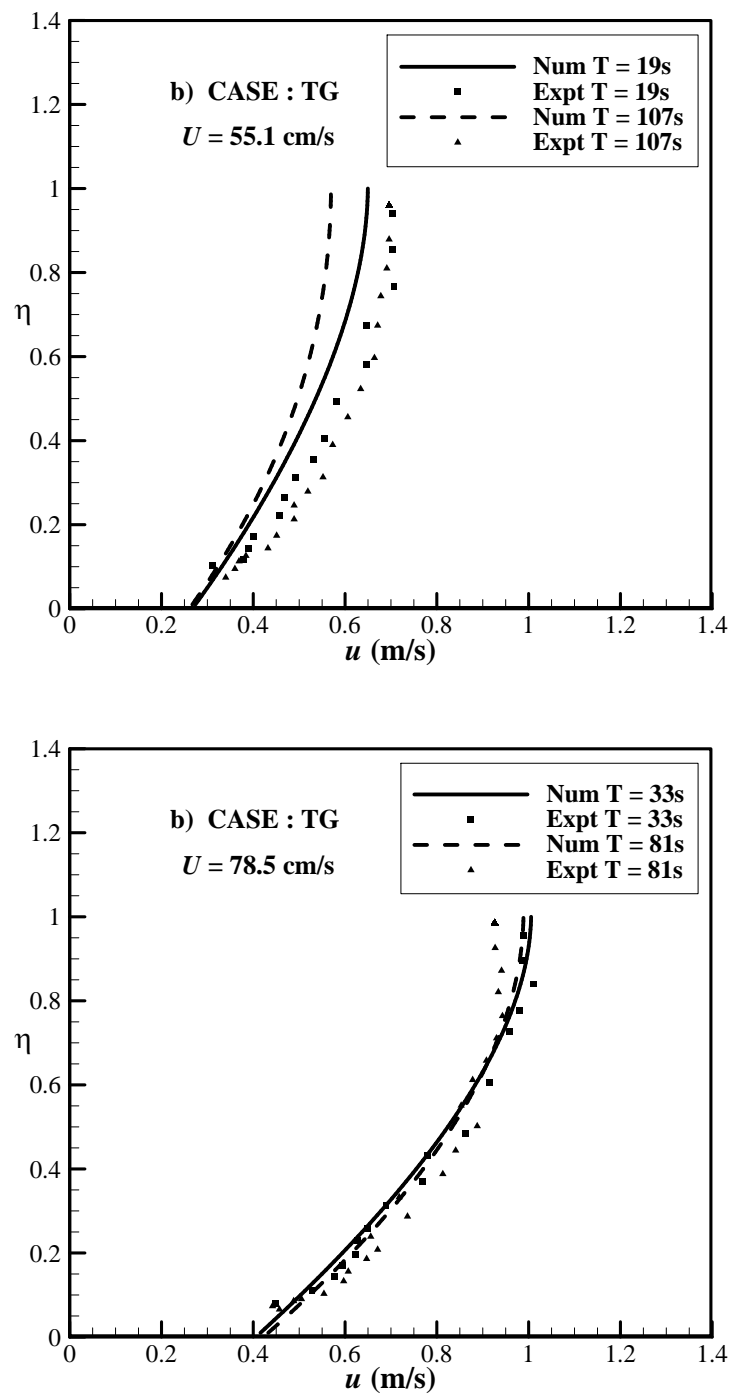 1.4
1.2
1
0.8
0.6
0.4
0.2
0
η
b) CASE : TG
U = 55.1 cm/s
Num T = 19s
Expt T = 19s
Num T = 107s
Expt T = 107s
0 0.2 0.4 0.6 0.8 1 1.2 1.4
u (m/s)
1.4
1.2
1
0.8
0.6
0.4
0.2
0
η
b) CASE : TG
U = 78.5 cm/s
Num T = 33s
Expt T = 33s
Num T = 81s
Expt T = 81s
0 0.2 0.4 0.6 0.8 1 1.2 1.4
u (m/s)